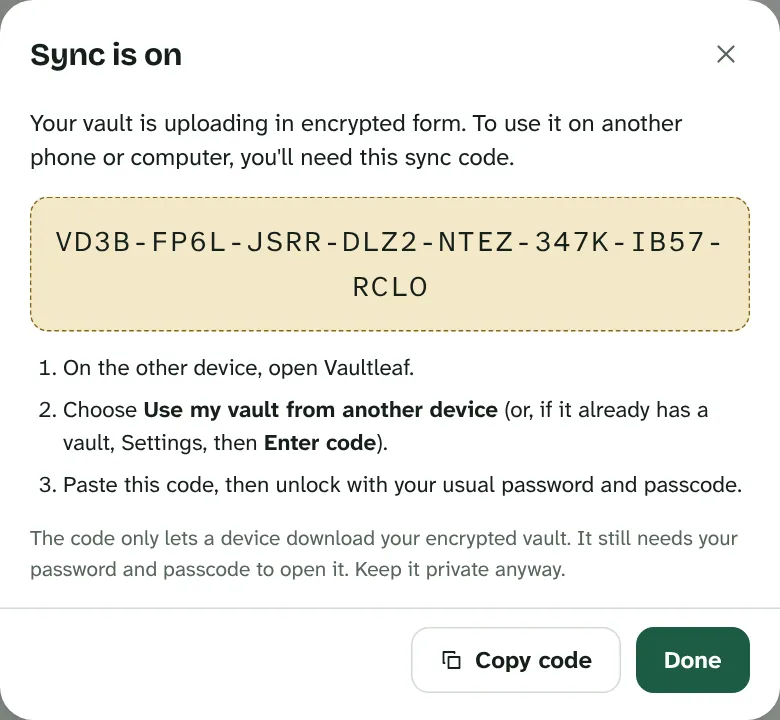 Sync is on
Your vault is uploading in encrypted form. To use it on another
phone or computer, you'll need this sync code.
VD3B-FP6L-JSRR-DLZ2-NTEZ-347K-IB57-
RCLO
1. On the other device, open Vaultleaf.
2. Choose Use my vault from another device (or, if it already has a
vault, Settings, then Enter code).
3. Paste this code, then unlock with your usual password and passcode.
The code only lets a device download your encrypted vault. It still needs your
password and passcode to open it. Keep it private anyway.
Copy code
Done